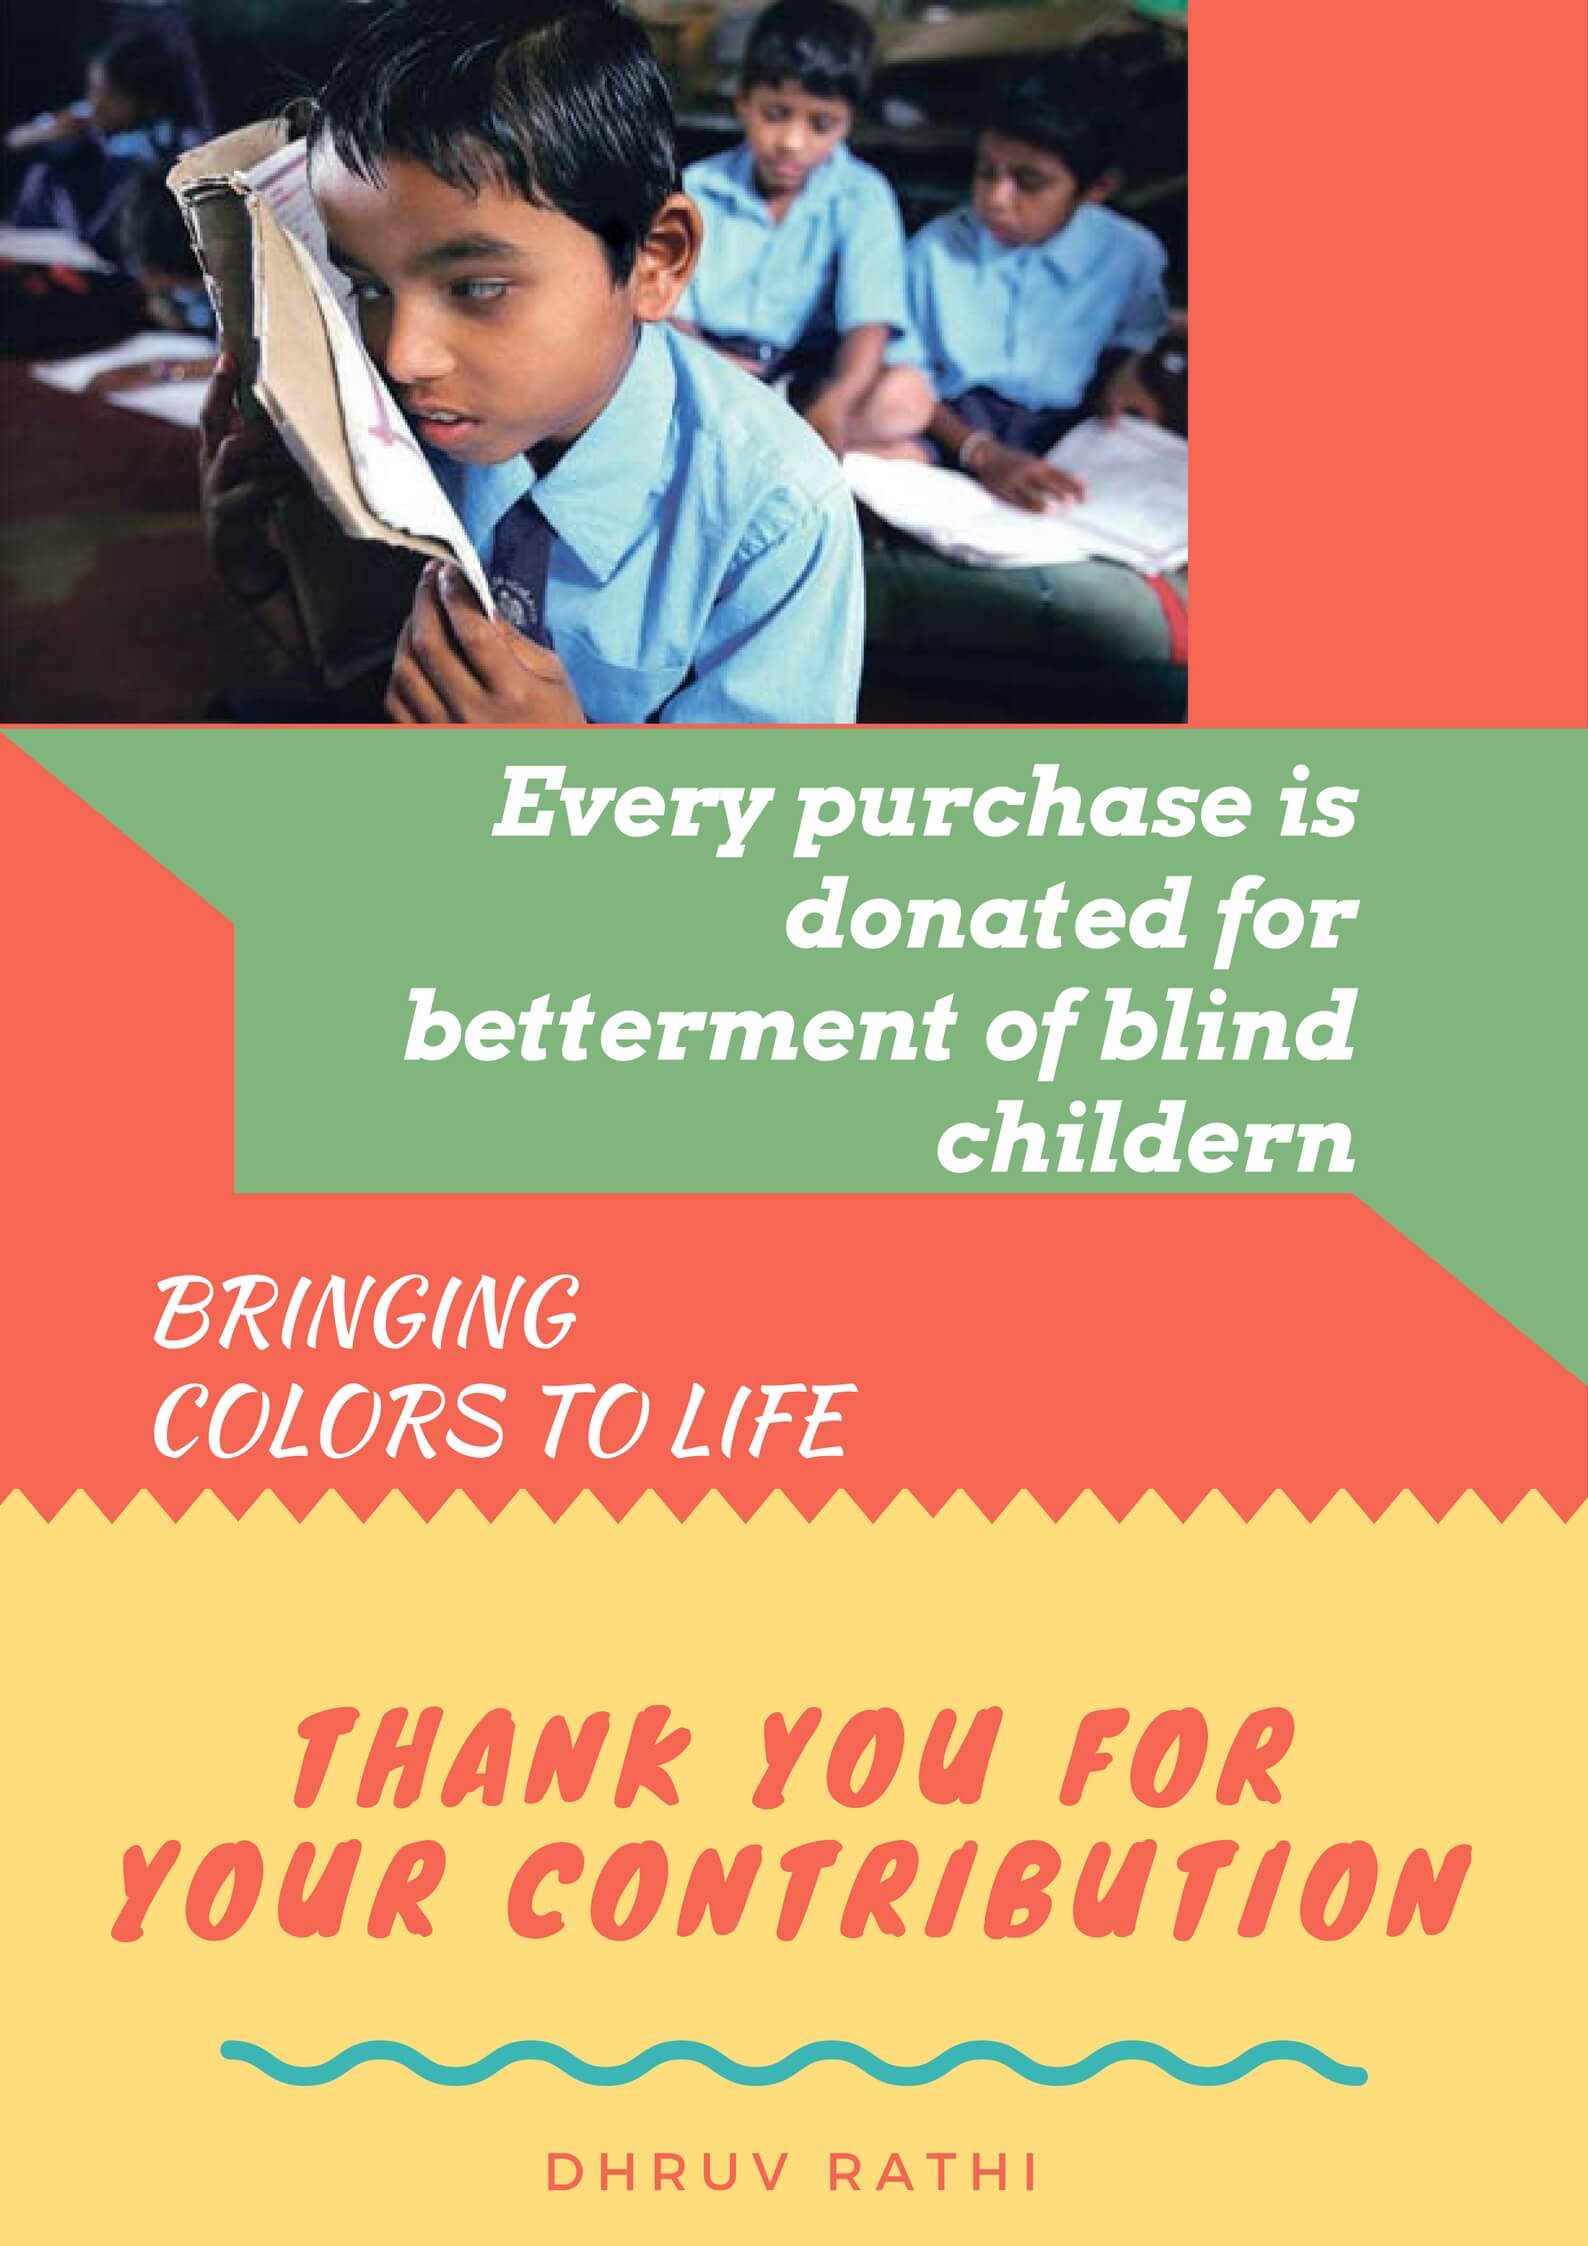 Every purchase is
donated for
betterment of blind
childern
BRINGING
COLORS TO LIFE
THANK YOU FOR
YOUR CONTRIBUTION
DHRUV RATHI